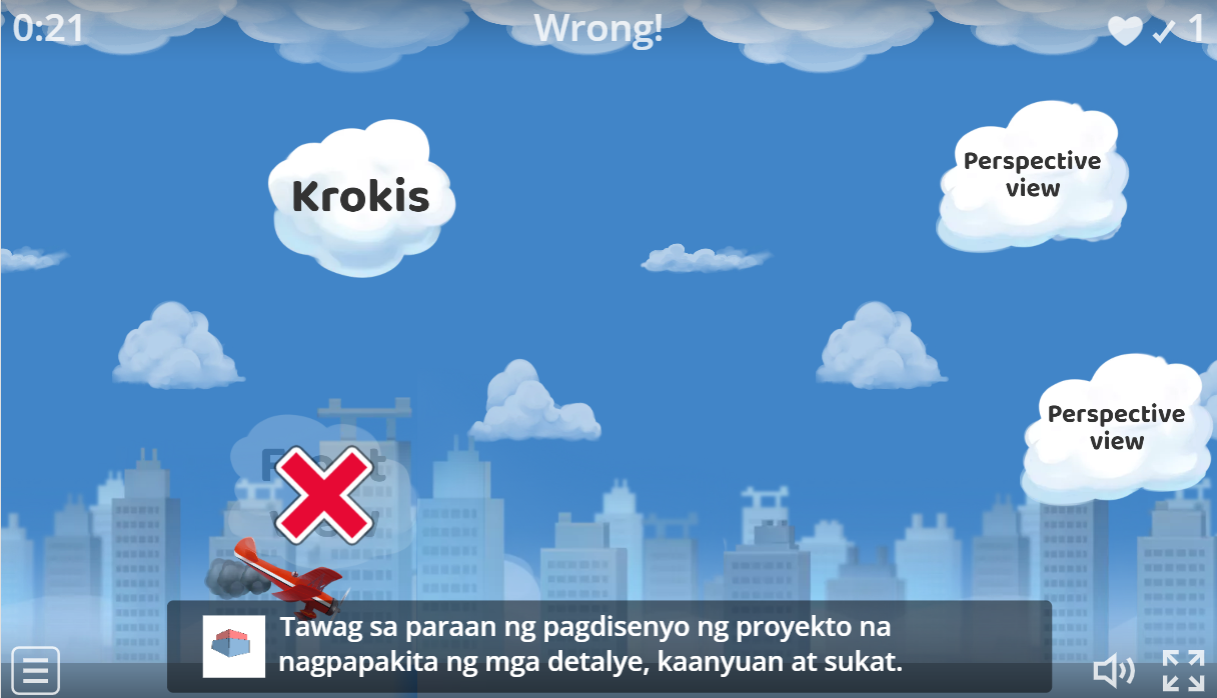 0:21
Wrong!
1
Krokis
Perspective
view
Perspective
view
Tawag sa paraan ng pagdisenyo ng proyekto na
nagpapakita ng mga detalye, kaanyuan at sukat.